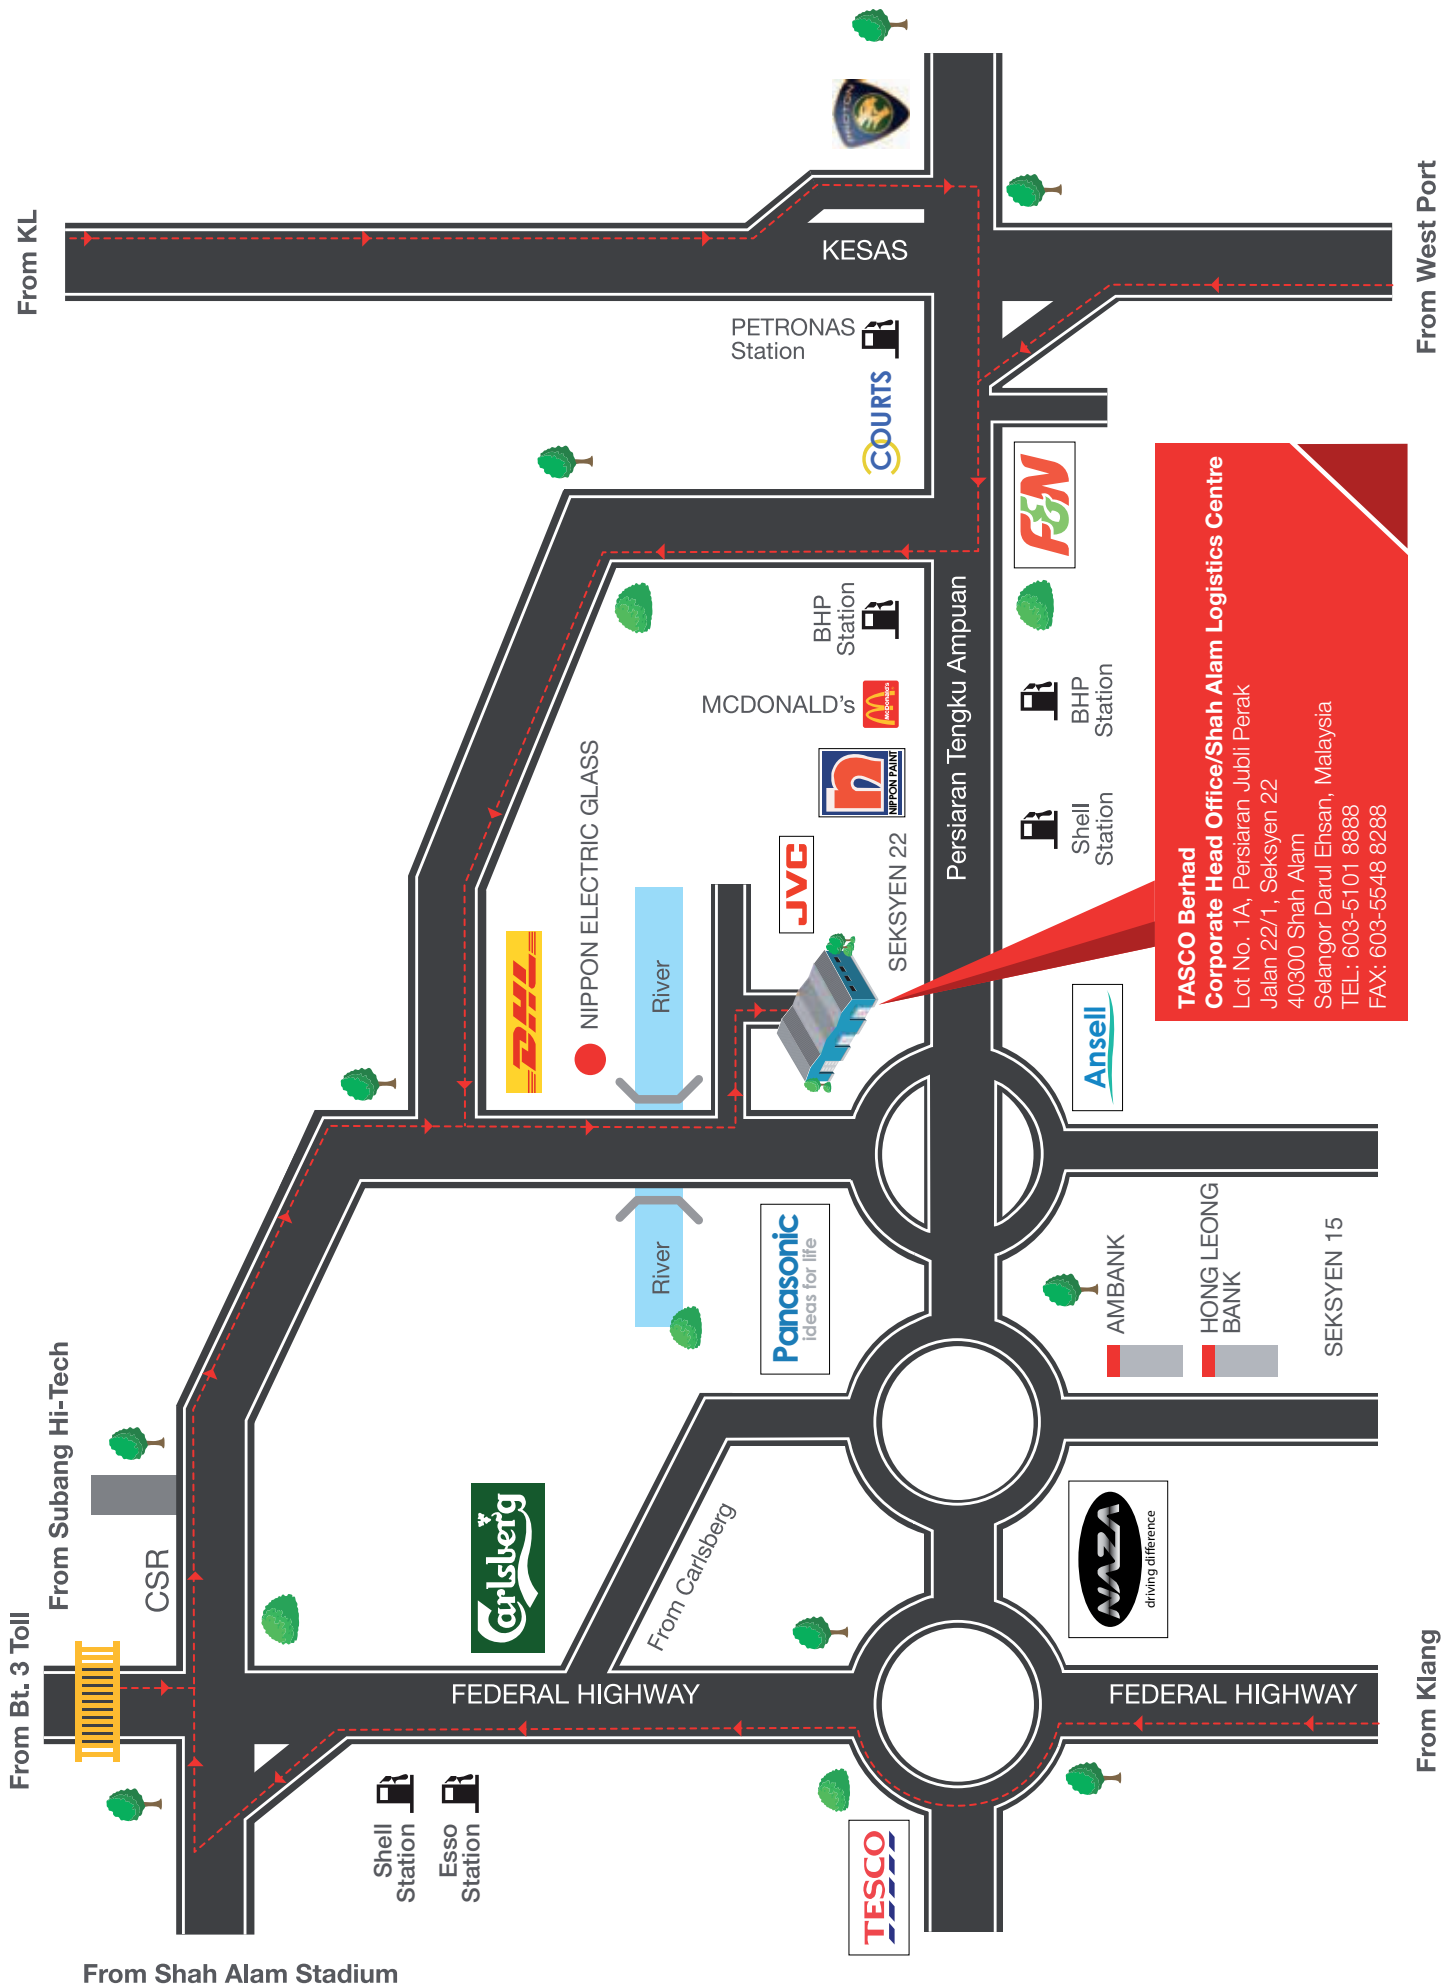 From Bt. 3 Toll
From Subang Hi-Tech
From KL
CSR
From Shah Alam Stadium
Shell
Station
Esso
Station
FEDERAL HIGHWAY
From Carlsberg
Carlsberg
DHL
NIPPON ELECTRIC GLASS
River
River
Panasonic
ideas for life
JVC
NIPPON PAINT
MCDONALD's
McDonald's
BHP
Station
SEKSYEN 22
COURTS
PETRONAS
Station
KESAS
PROTON
TESCO
Persiaran Tengku Ampuan
FEDERAL HIGHWAY
NAZA
driving difference
AMBANK
HONG LEONG
BANK
SEKSYEN 15
Ansell
Shell
Station
BHP
Station
F&N
TASCO Berhad
Corporate Head Office/Shah Alam Logistics Centre
Lot No. 1A, Persiaran Jubli Perak
Jalan 22/1, Seksyen 22
40300 Shah Alam
Selangor Darul Ehsan, Malaysia
TEL: 603-5101 8888
FAX: 603-5548 8288
From Klang
From West Port